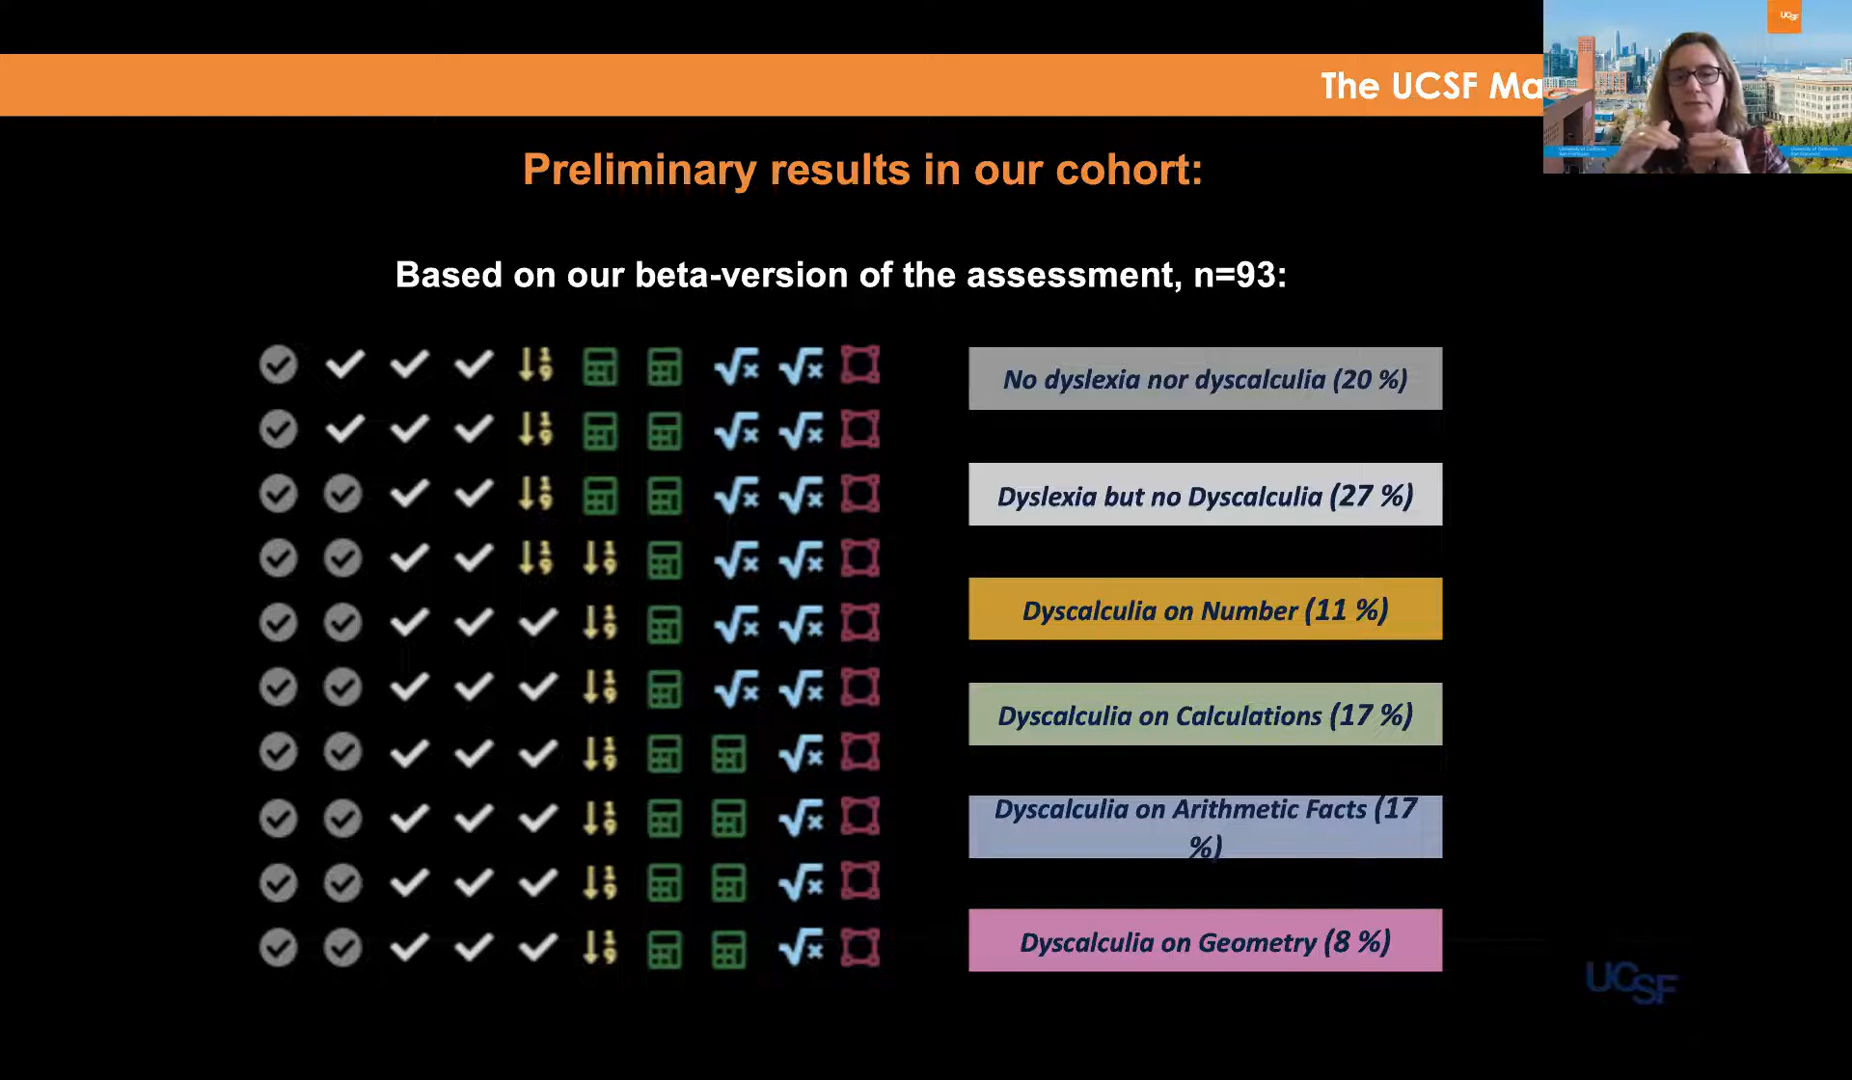 UCSF
The UCSF Ma
Preliminary results in our cohort:
Based on our beta-version of the assessment, n=93:
No dyslexia nor dyscalculia (20 %)
Dyslexia but no Dyscalculia (27 %)
Dyscalculia on Number (11 %)
Dyscalculia on Calculations (17 %)
Dyscalculia on Arithmetic Facts (17
%)
Dyscalculia on Geometry (8 %)
UCSF